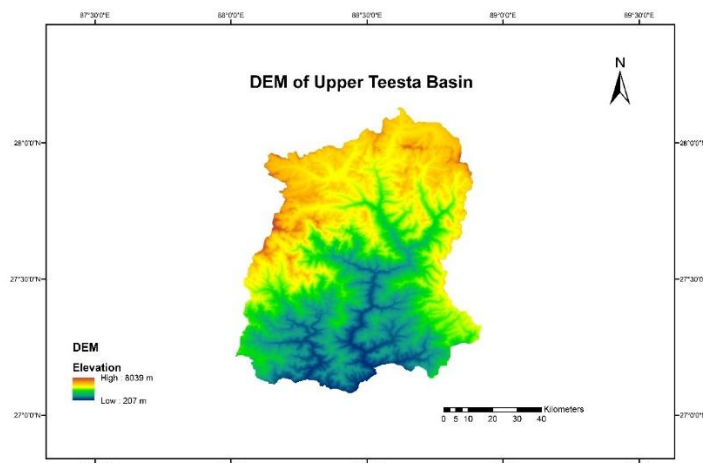 87°30'0"E 88°0'0"E 88°30'0"E 89°0'0"E 89°30'0"E
DEM of Upper Teesta Basin
N
28°0'0"N 28°0'0"N
27°30'0"N 27°30'0"N
DEM
Elevation
High : 8039 m
Low : 207 m
27°0'0"N 27°0'0"N
Kilometers
0 5 10 20 30 40